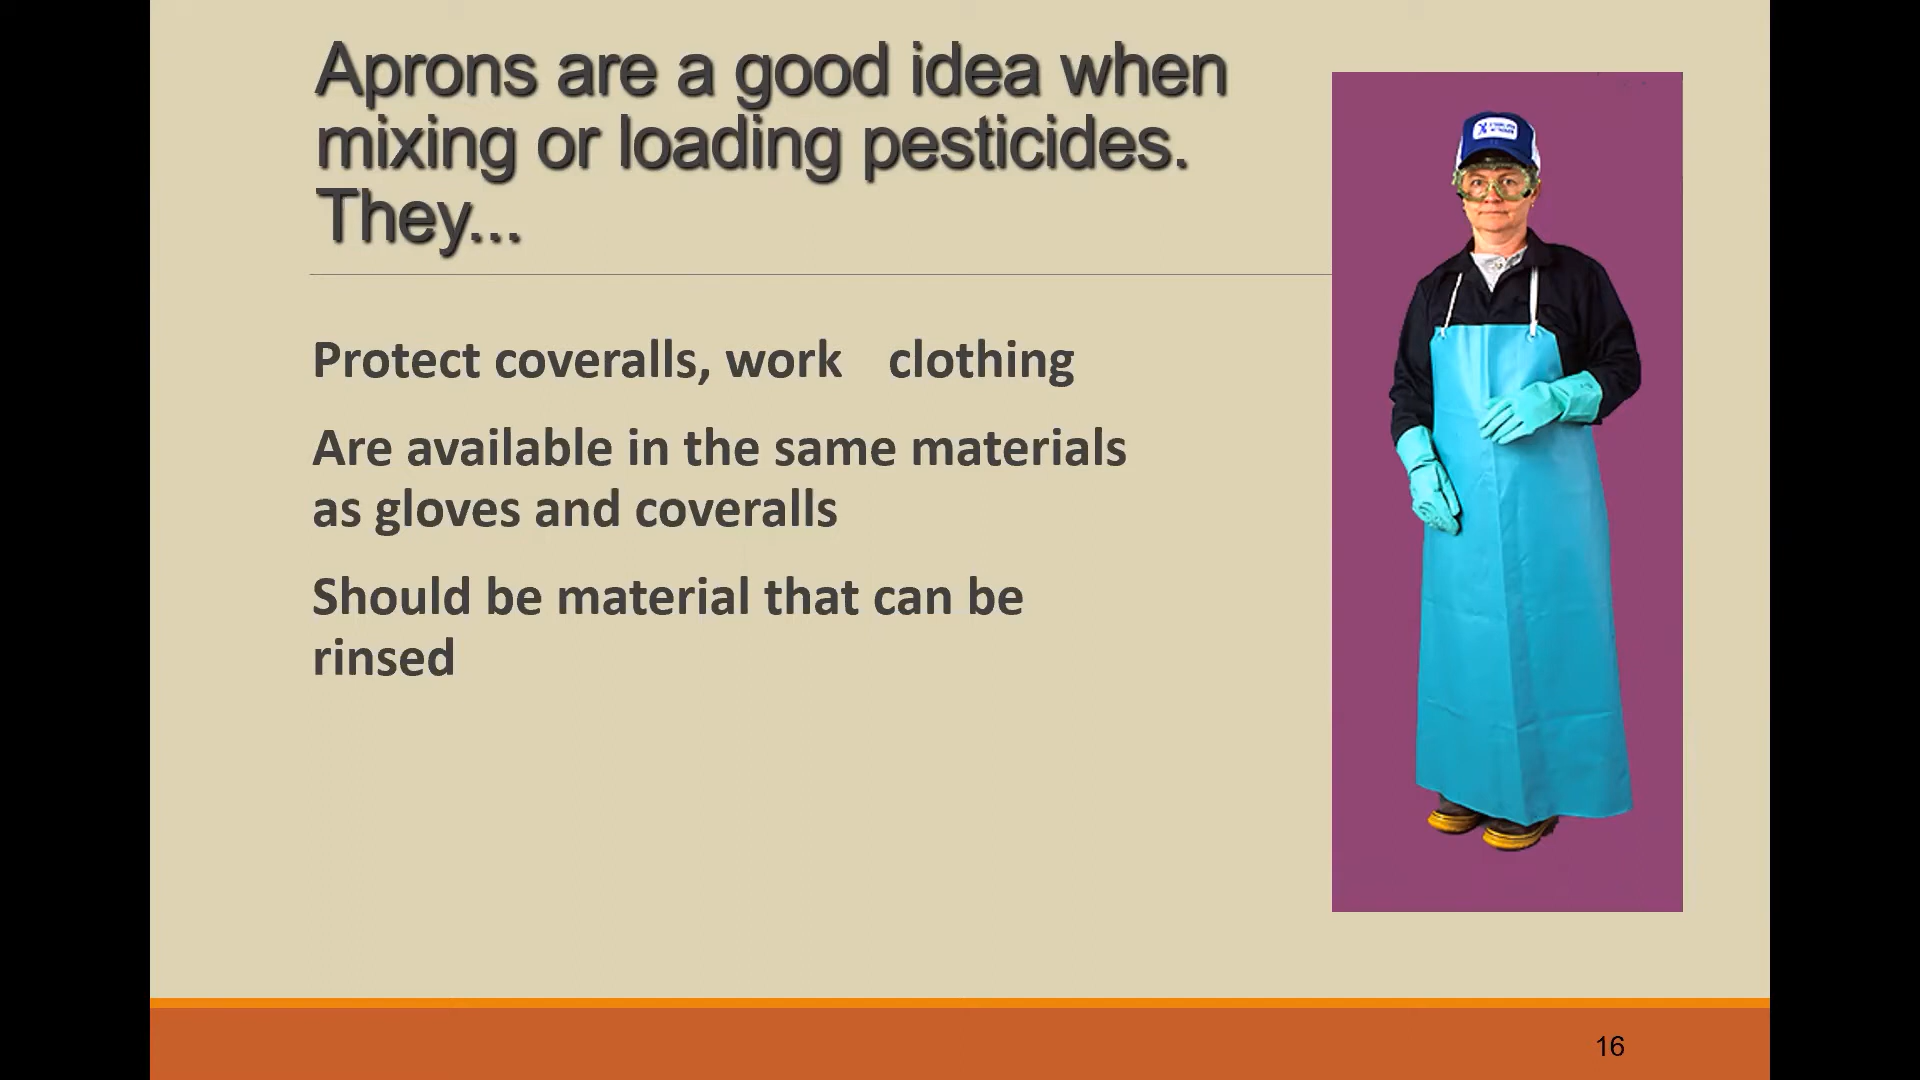 Aprons are a good idea when
mixing or loading pesticides.
They...
Protect coveralls, work clothing
Are available in the same materials
as gloves and coveralls
Should be material that can be
rinsed
16